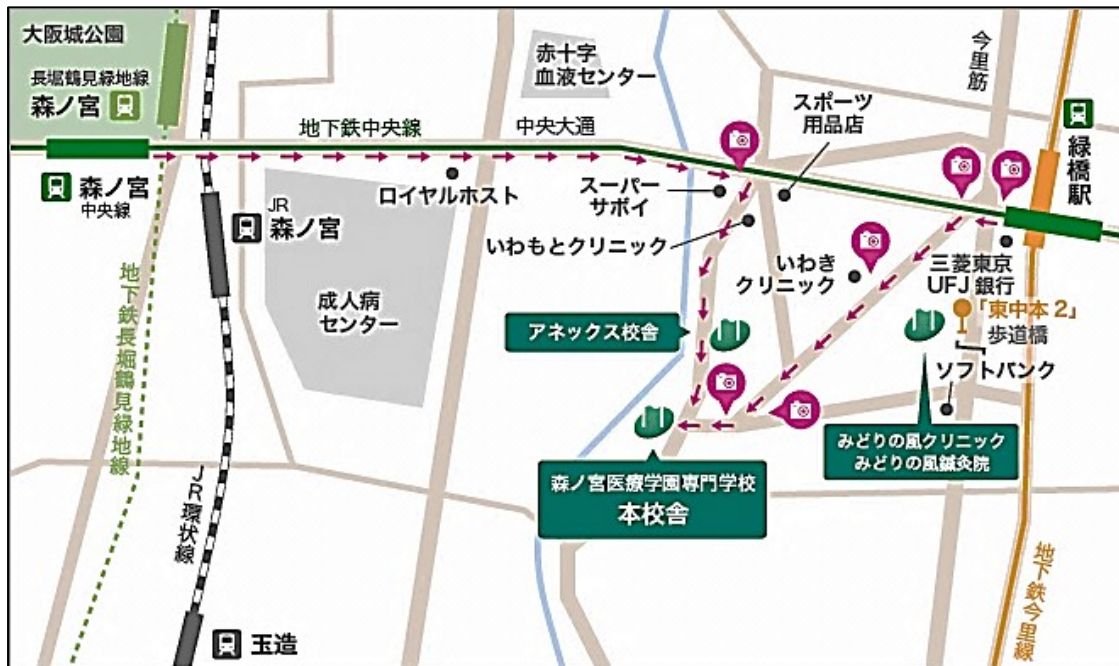 大阪城公園
長堀鶴見緑地線
森ノ宮
森ノ宮
中央線
地下鉄中央線
中央大通
赤十字
血液センター
スポーツ
用品店
今里筋
緑橋駅
JR
森ノ宮
ロイヤルホスト
スーパー
サボイ
いわもとクリニック
いわき
クリニック
三菱東京
UFJ銀行
「東中本2」
歩道橋
ソフトバンク
成人病
センター
アネックス校舎
みどりの風クリニック
みどりの風鍼灸院
森ノ宮医療学園専門学校
本校舎
地下鉄長堀鶴見緑地線
JR環状線
地下鉄今里線
玉造